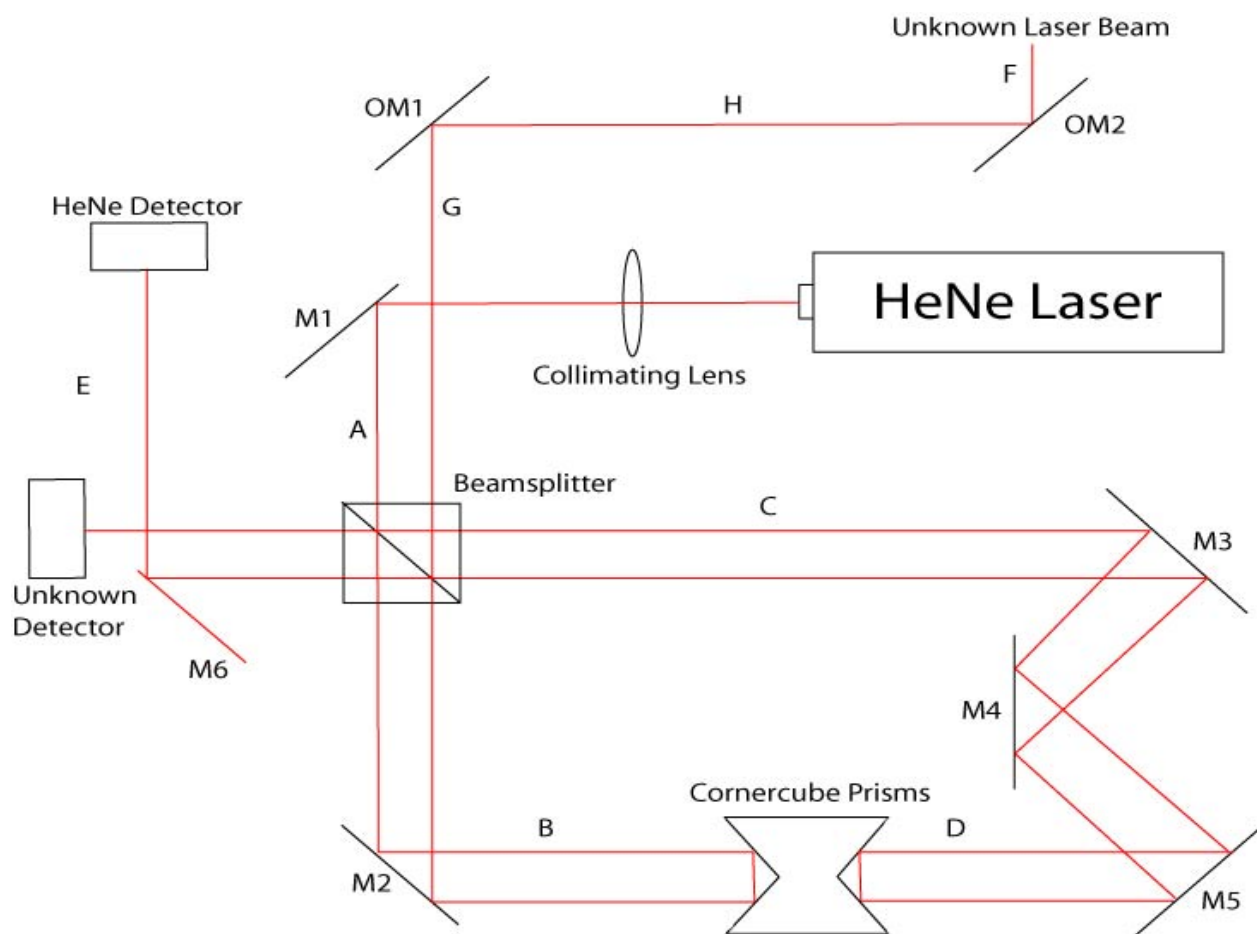 Unknown Laser Beam
F
OM1
H
OM2
HeNe Detector
G
M1
HeNe Laser
Collimating Lens
E
A
Beamsplitter
C
M3
Unknown
Detector
M6
M4
Cornercube Prisms
B
D
M2
M5